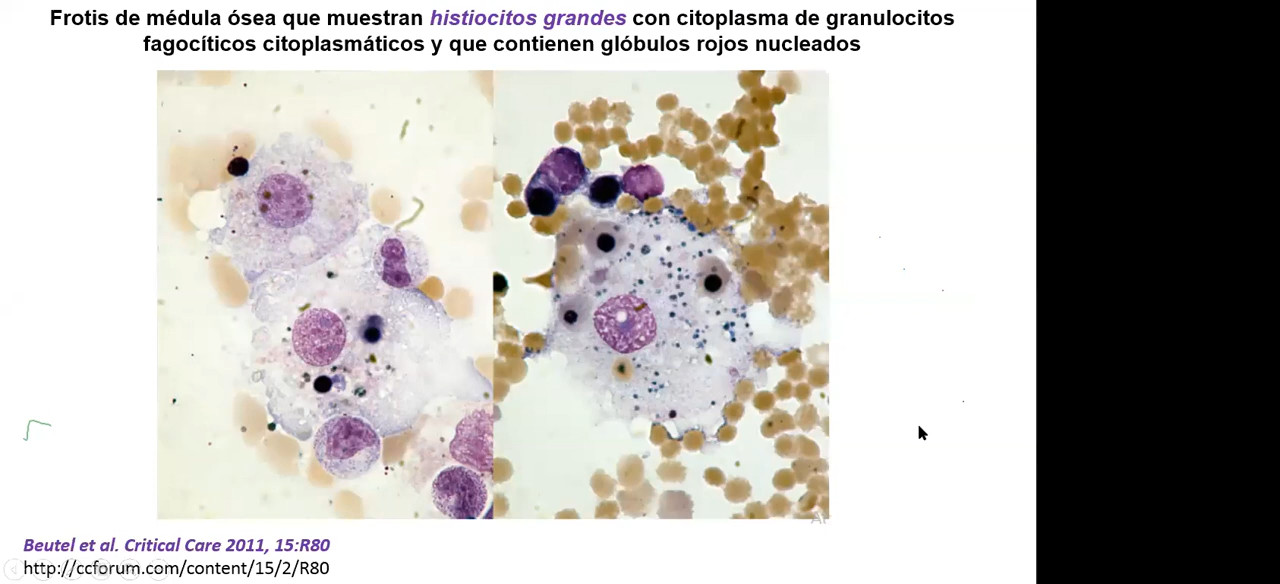 Frotis de médula ósea que muestran histiocitos grandes con citoplasma de granulocitos
fagocíticos citoplasmáticos y que contienen glóbulos rojos nucleados
Beutel et al. Critical Care 2011, 15:R80
http://ccforum.com/content/15/2/R80